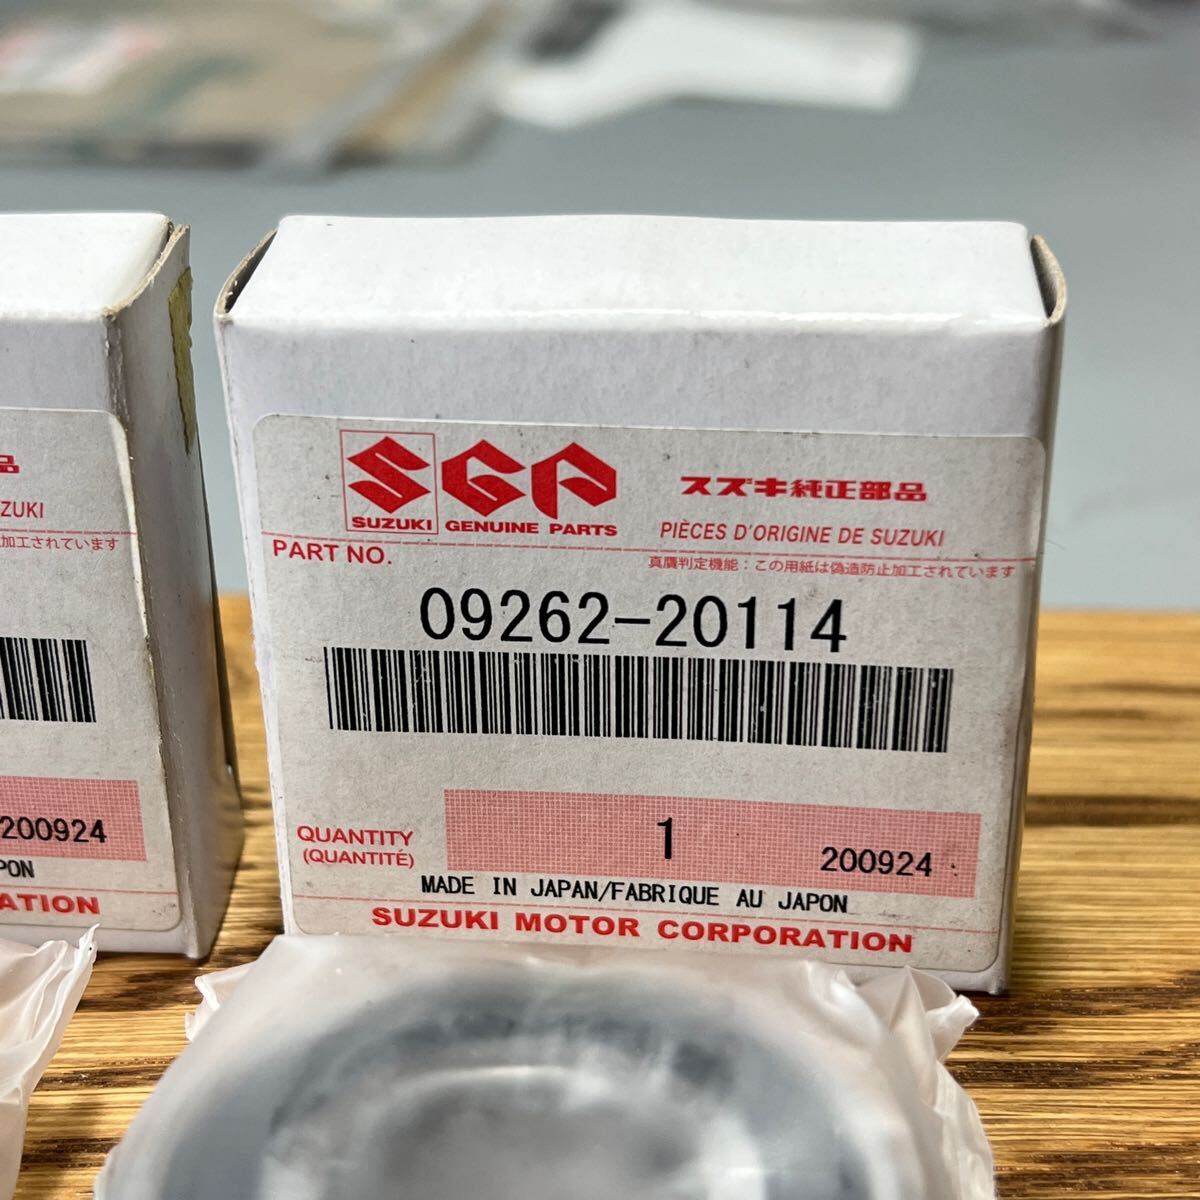 品
ZUKI
加工されています
200924
PON
ATION
SGP
SUZUKI GENUINE PARTS
スズキ純正部品
PIÈCES D'ORIGINE DE SUZUKI
PART NO.
真贋判定機能：この用紙は偽造防止加工されています
09262-20114
QUANTITY
(QUANTITÉ)
1
200924
MADE IN JAPAN/FABRIQUE AU JAPON
SUZUKI MOTOR CORPORATION